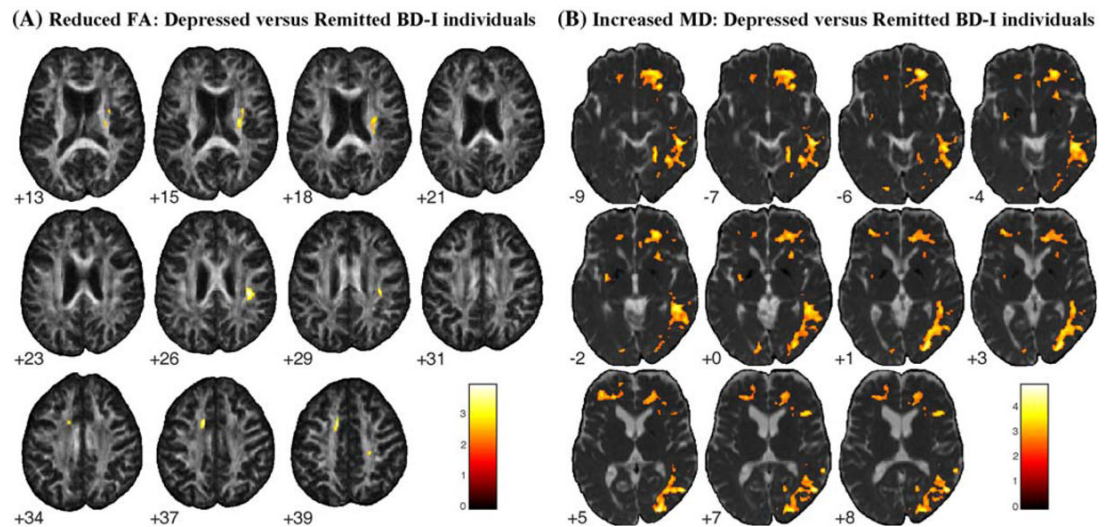 (A) Reduced FA: Depressed versus Remitted BD-I individuals
+13 +15 +18 +21
+23 +26 +29 +31
+34 +37 +39
3
2
1
0
(B) Increased MD: Depressed versus Remitted BD-I individuals
-9 -7 -6 -4
-2 +0 +1 +3
+5 +7 +8
4
3
2
1
0